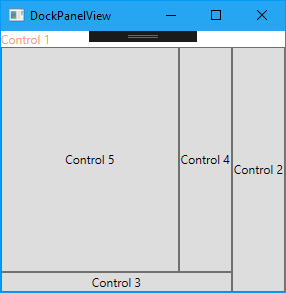 DockPanelView
Control 1
Control 5
Control 4
Control 2
Control 3